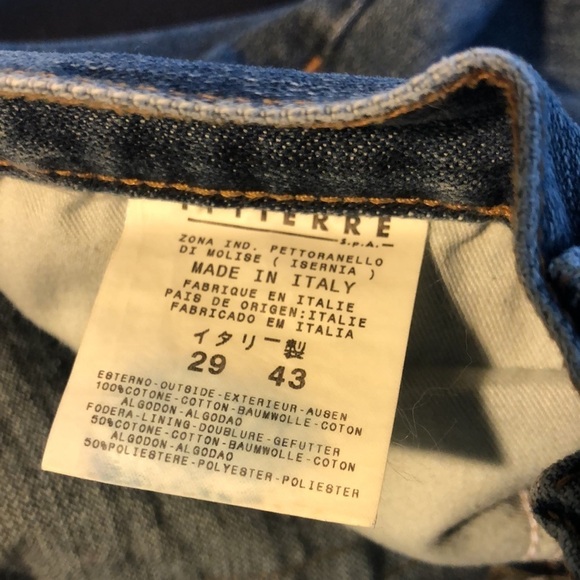 ITTIERRE
S.p.A.
ZONA IND. PETTORANELLO
DI MOLISE ( ISERNIA )
MADE IN ITALY
FABRIQUE EN ITALIE
PAIS DE ORIGEN:ITALIE
FABRICADO EM ITALIA
イタリー製
29 43
ESTERNO-OUTSIDE-EXTERIEUR-AUSEN
100%COTONE-COTTON-BAUMWOLLE-COTON
ALGODON-ALGODAO
FODERA-LINING-DOUBLURE-GEFUTTER
50%COTONE-COTTON-BAUMWOLLE-COTON
ALGODON-ALGODAO
50%POLIESTERE-POLYESTER-POLIESTER